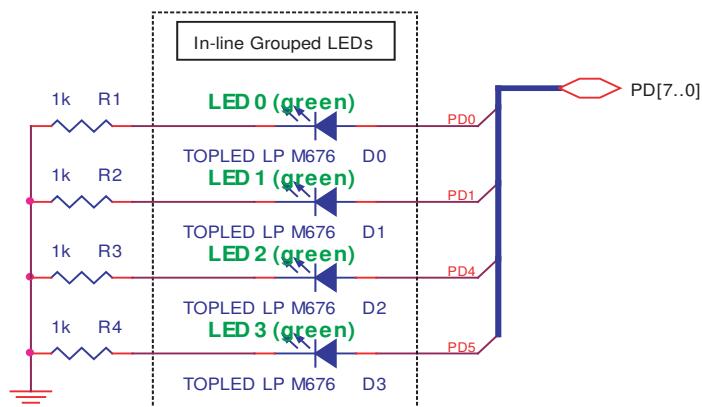 In-line Grouped LEDs
1k R1 LED 0 (green) PD0 PD[7..0]
TOPLED LP M676 D0
1k R2 LED 1 (green) PD1
TOPLED LP M676 D1
1k R3 LED 2 (green) PD4
TOPLED LP M676 D2
1k R4 LED 3 (green) PD5
TOPLED LP M676 D3